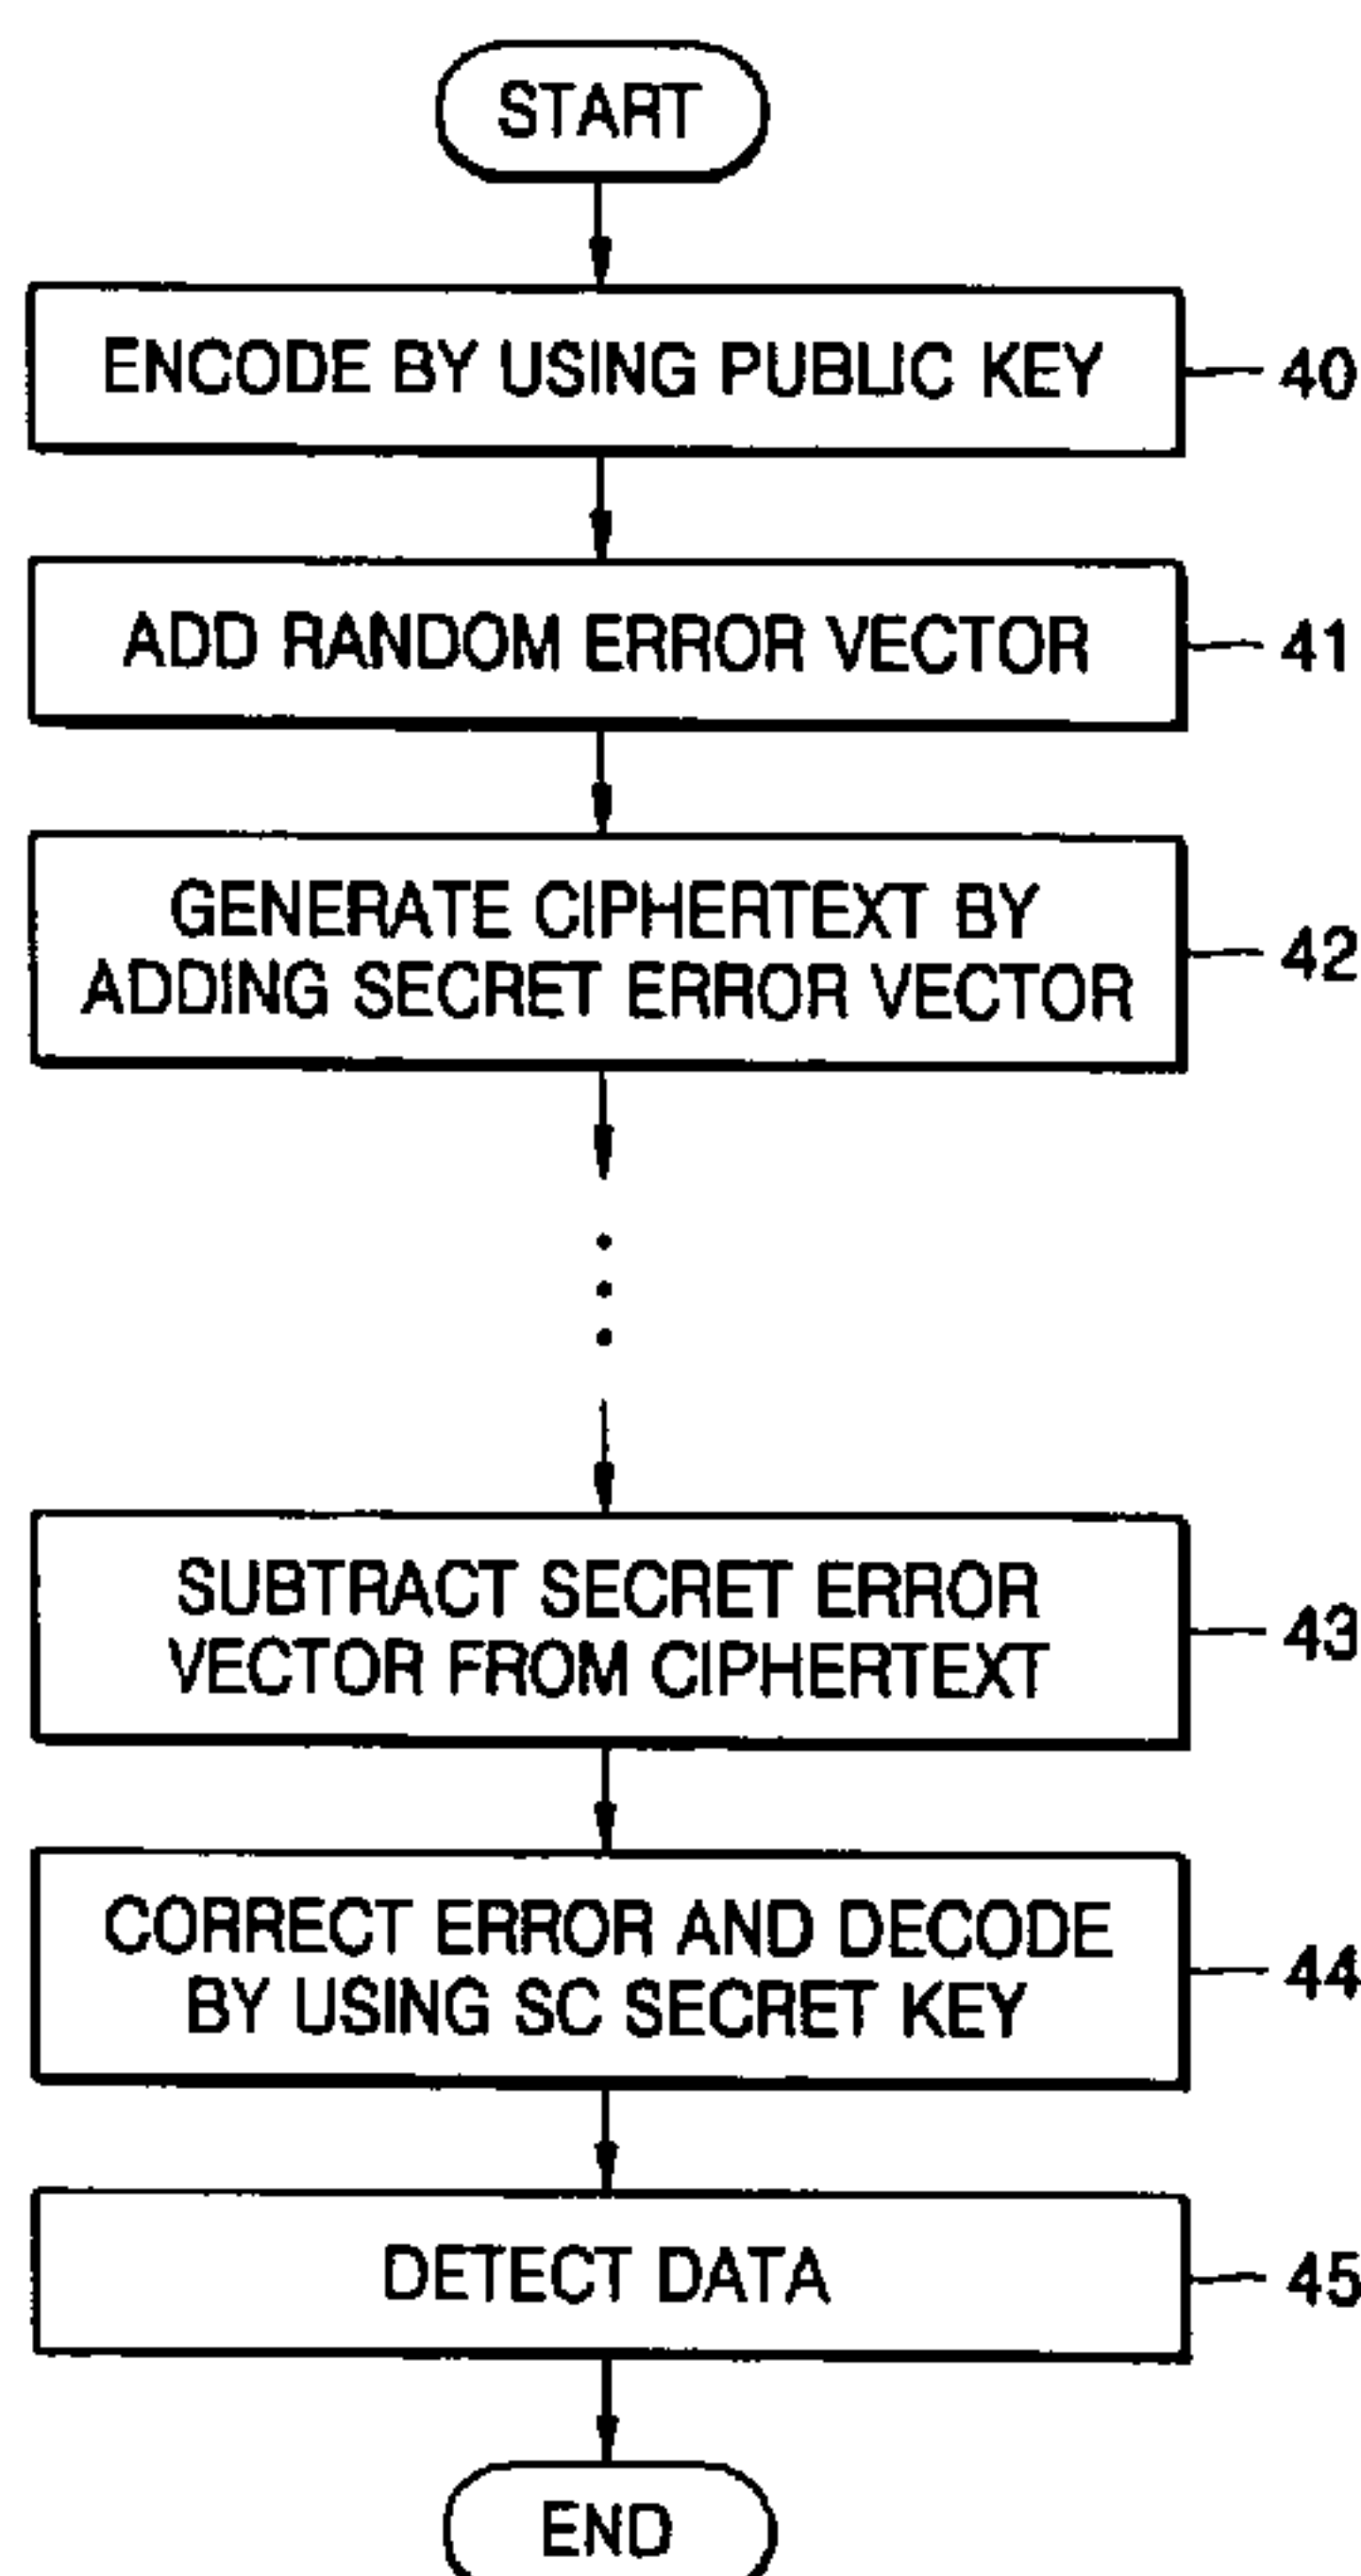 START
ENCODE BY USING PUBLIC KEY
40
ADD RANDOM ERROR VECTOR
41
GENERATE CIPHERTEXT BY
ADDING SECRET ERROR VECTOR
42
SUBTRACT SECRET ERROR
VECTOR FROM CIPHERTEXT
43
CORRECT ERROR AND DECODE
BY USING SC SECRET KEY
44
DETECT DATA
45
END